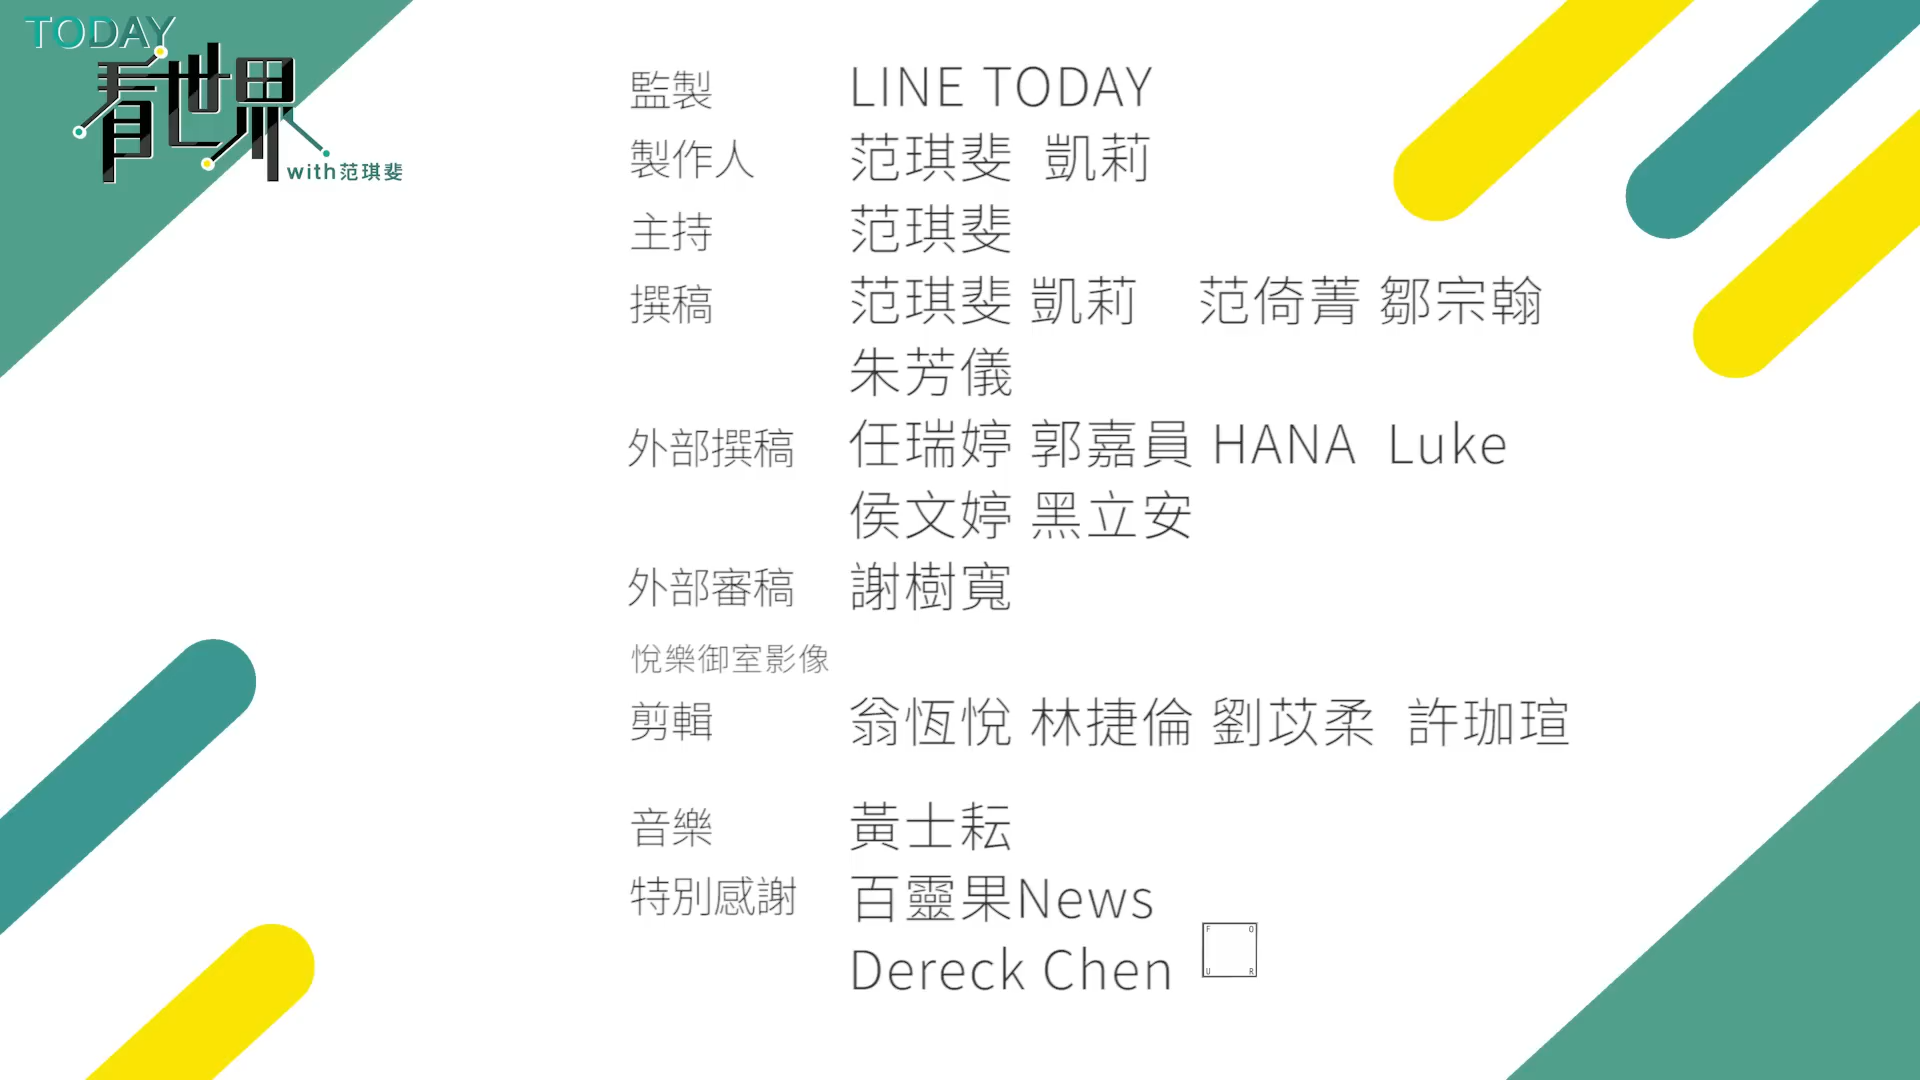 TODAY
看世界
with范琪斐
監製 LINE TODAY
製作人 范琪斐 凱莉
主持 范琪斐
撰稿 范琪斐 凱莉 范倚菁 鄒宗翰
朱芳儀
外部撰稿 任瑞婷 郭嘉員 HANA Luke
侯文婷 黑立安
外部審稿 謝樹寬
悅樂御室影像
剪輯 翁恆悅 林捷倫 劉苡柔 許珈瑄
音樂 黃士耘
特別感謝 百靈果News
Dereck Chen
F O
U R